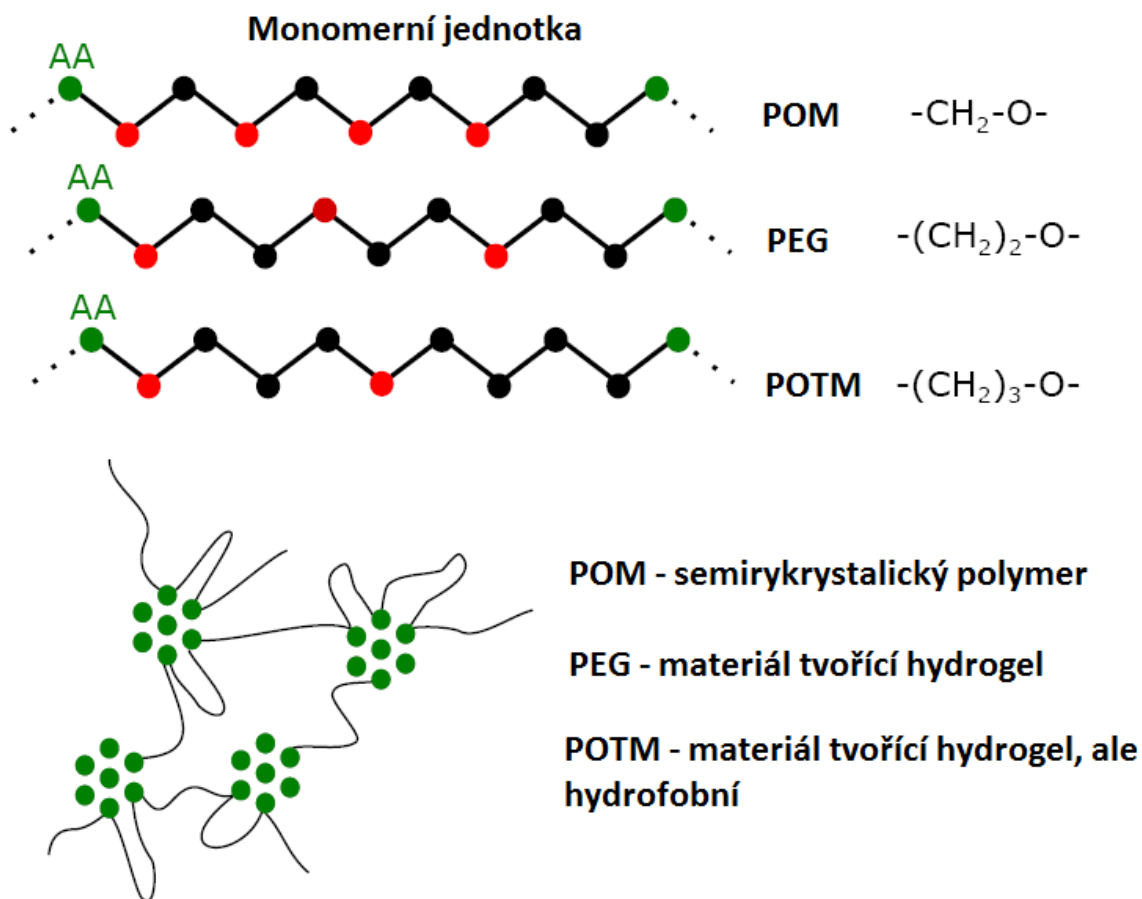 Monomerní jednotka
AA
POM -CH₂-O-
AA
PEG -(CH₂)₂-O-
AA
POTM -(CH₂)₃-O-
POM - semirykrystalický polymer
PEG - materiál tvořící hydrogel
POTM - materiál tvořící hydrogel, ale
hydrofobní